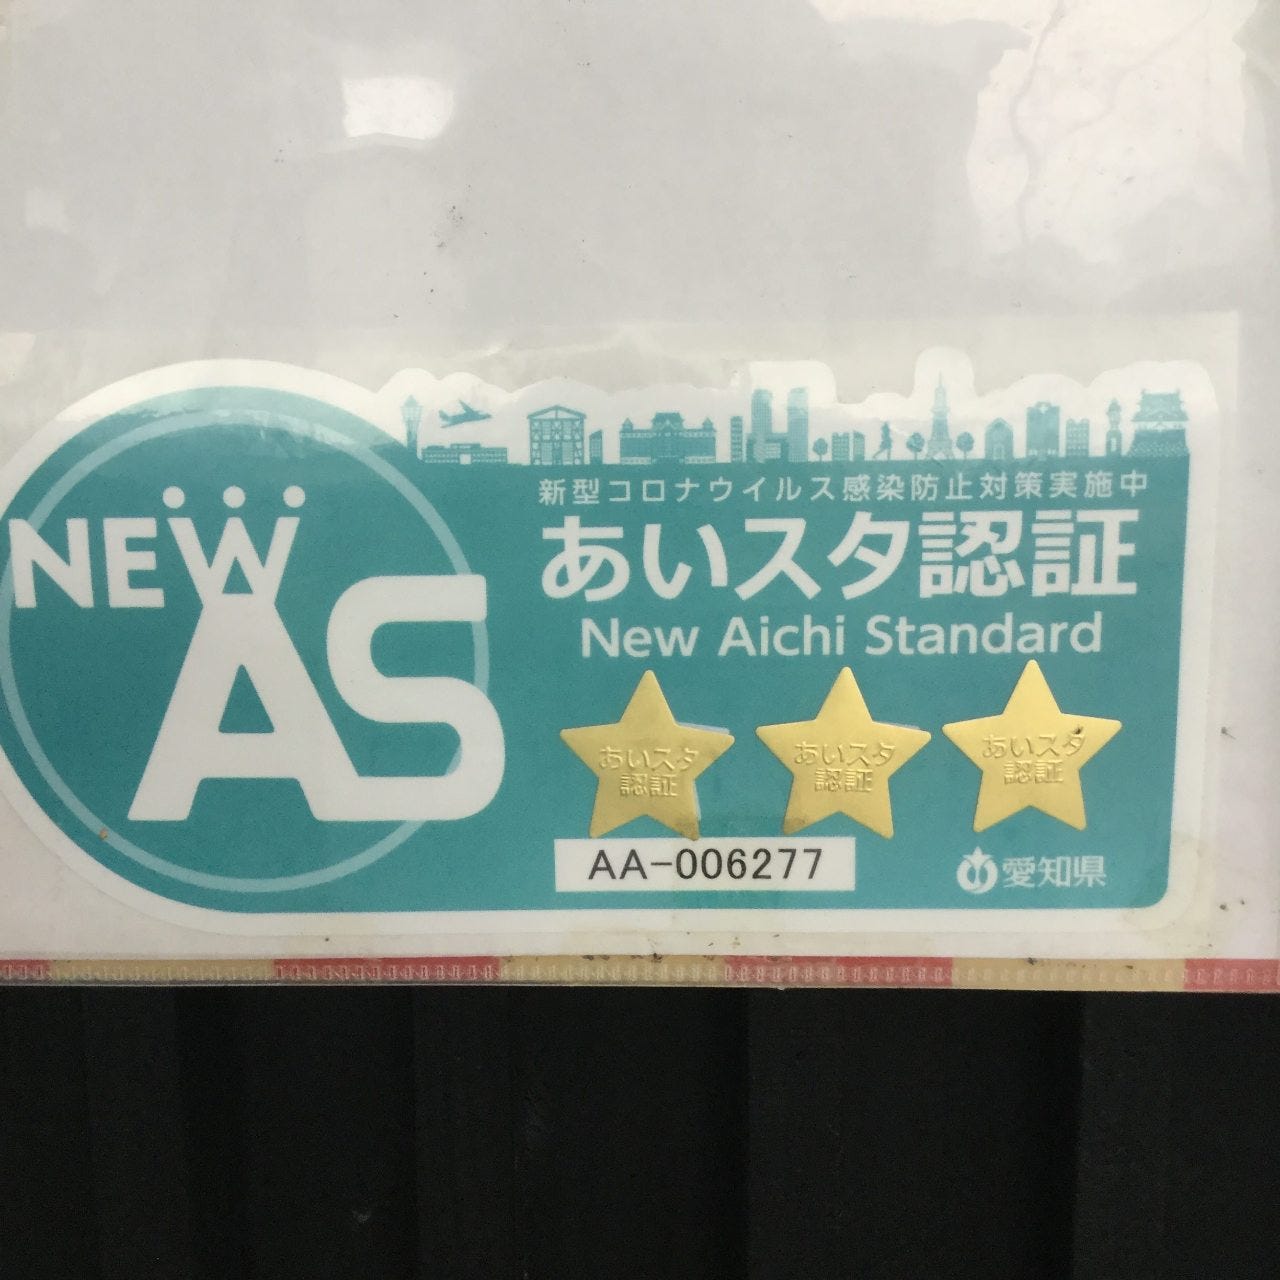 NEW
AS
新型コロナウイルス感染防止対策実施中
あいスタ認証
New Aichi Standard
あいスタ
認証
あいスタ
認証
あいスタ
認証
AA-006277
愛知県